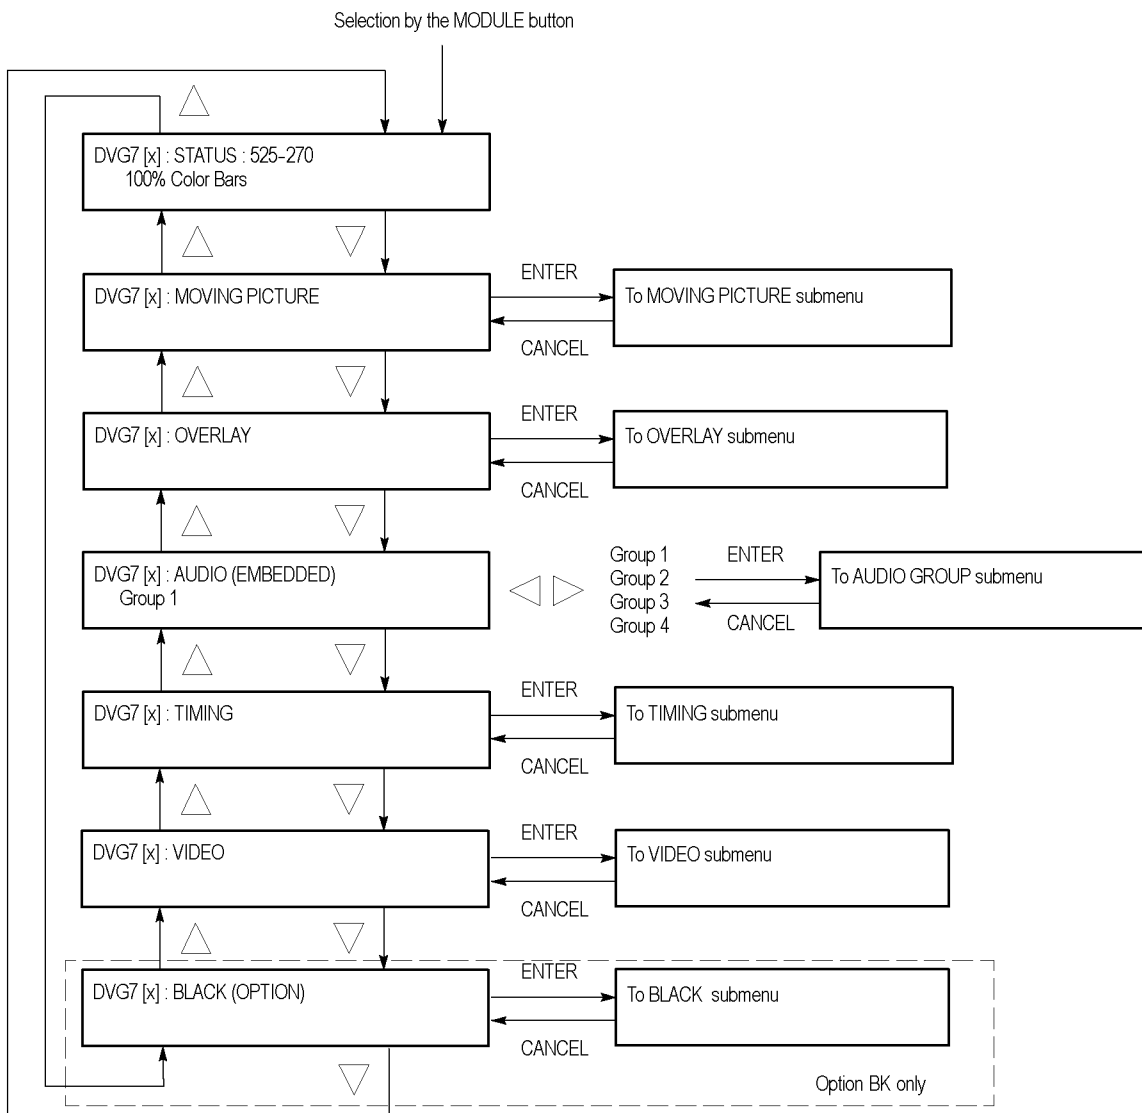 Selection by the MODULE button
DVG7 [x] : STATUS : 525-270
100% Color Bars
DVG7 [x] : MOVING PICTURE
ENTER
To MOVING PICTURE submenu
CANCEL
DVG7 [x] : OVERLAY
ENTER
To OVERLAY submenu
CANCEL
DVG7 [x] : AUDIO (EMBEDDED)
Group 1
Group 1
Group 2
Group 3
Group 4
ENTER
To AUDIO GROUP submenu
CANCEL
DVG7 [x] : TIMING
ENTER
To TIMING submenu
CANCEL
DVG7 [x] : VIDEO
ENTER
To VIDEO submenu
CANCEL
DVG7 [x] : BLACK (OPTION)
ENTER
To BLACK submenu
CANCEL
Option BK only